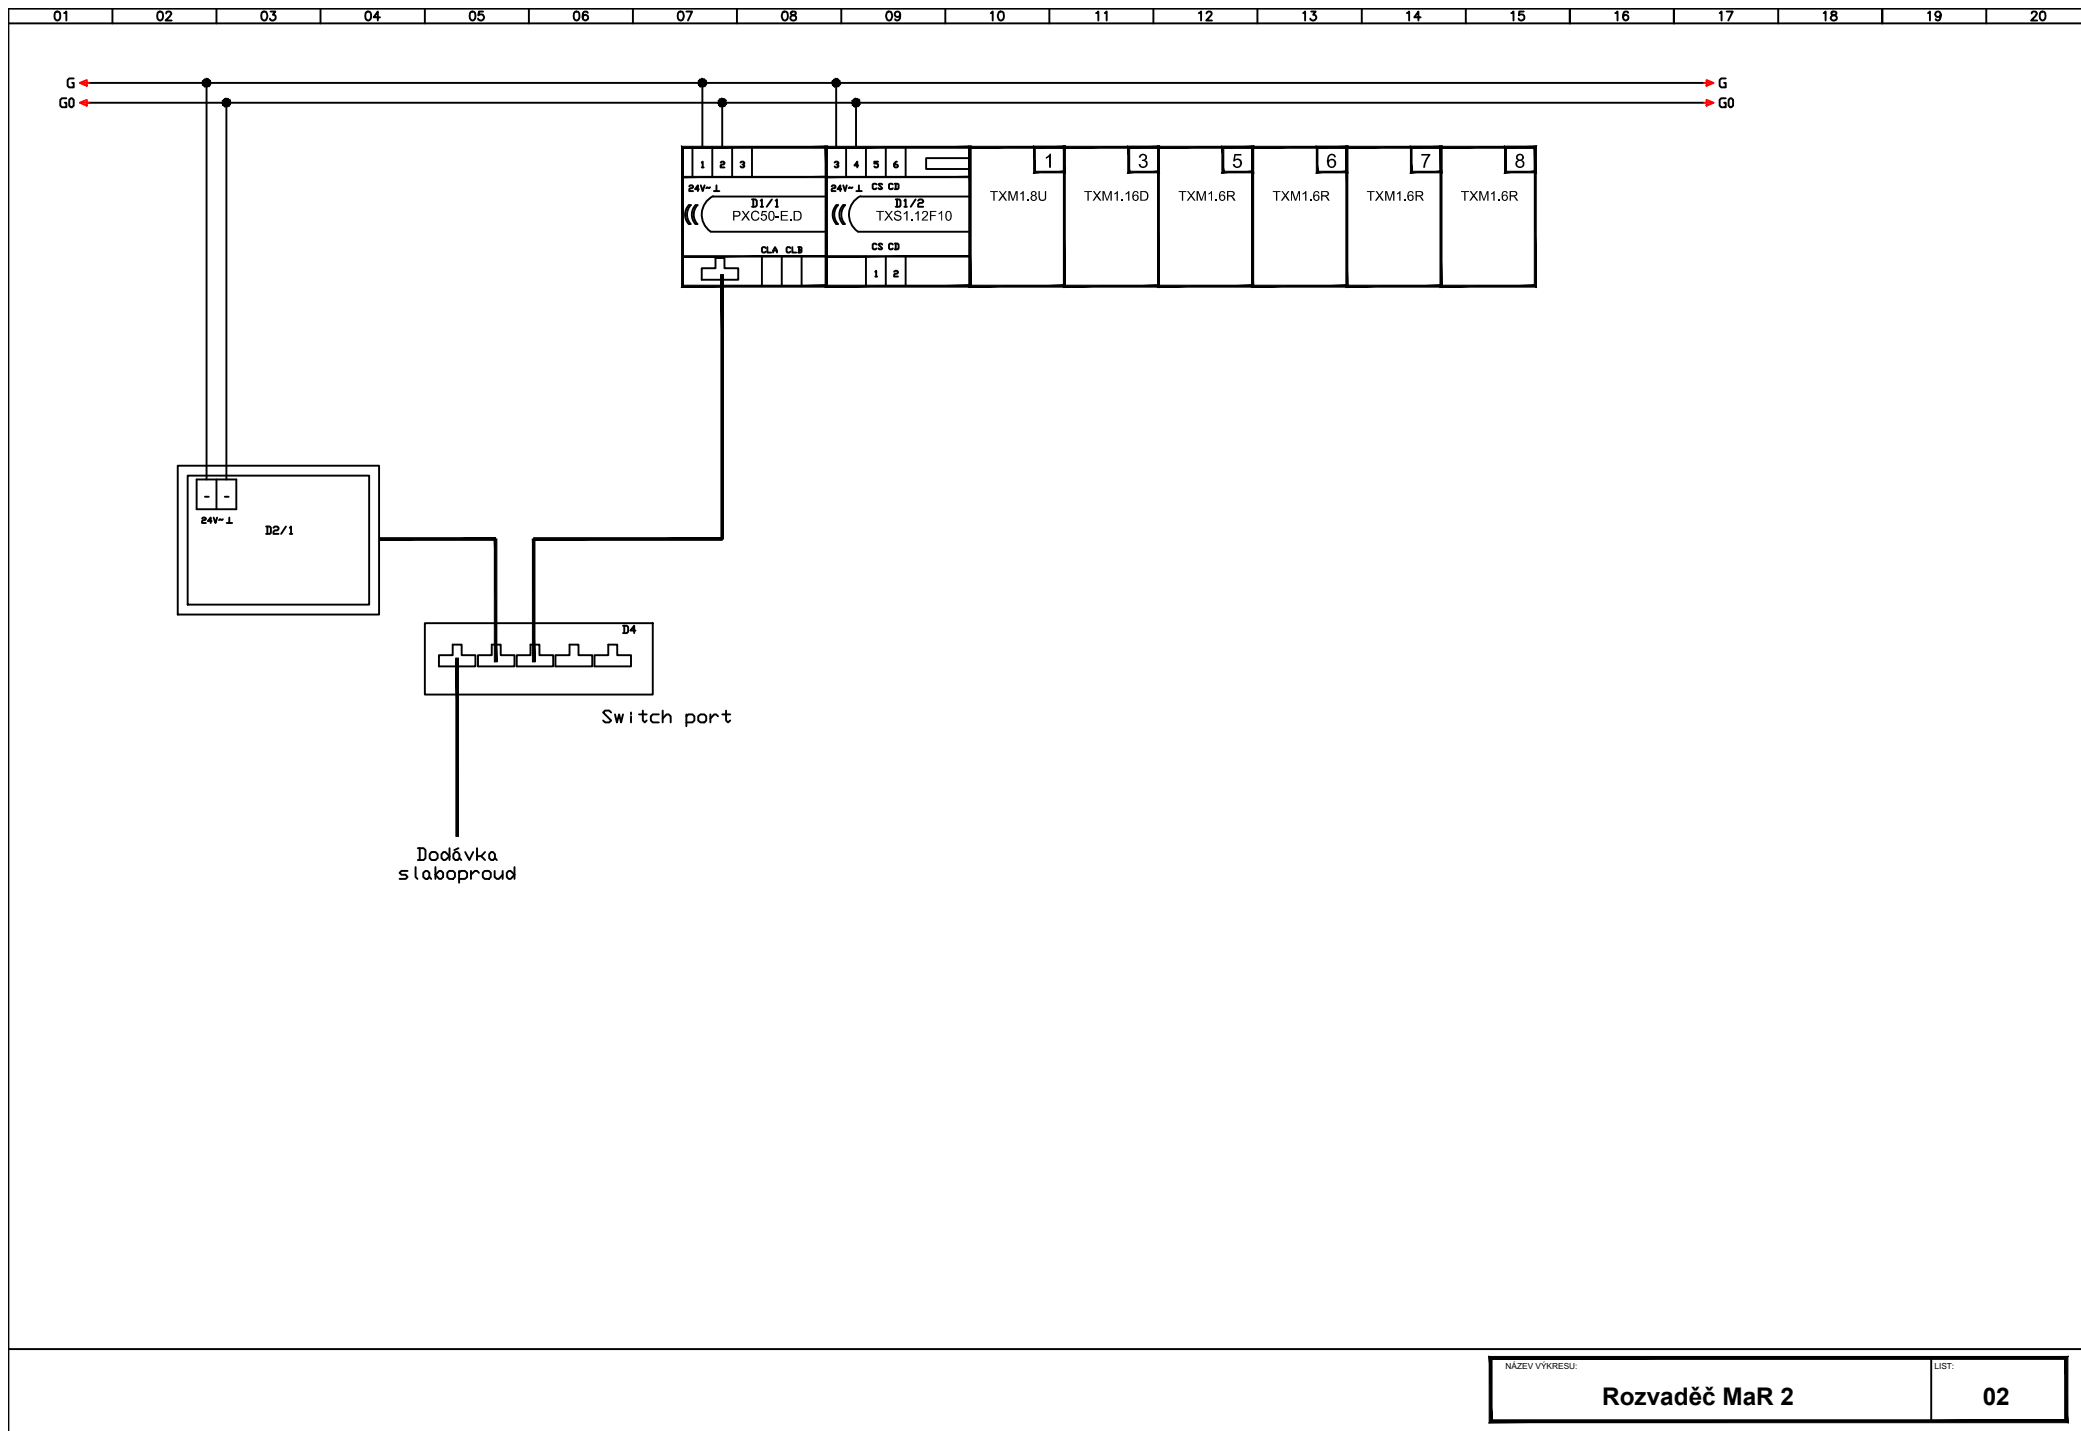 01 02 03 04 05 06 07 08 09 10 11 12 13 14 15 16 17 18 19 20
G G
G0 G0
1 2 3 3 4 5 6 1 3 5 6 7 8
24V~⊥ 24V~⊥ CS CD
TXM1.8U TXM1.16D TXM1.6R TXM1.6R TXM1.6R TXM1.6R
D1/1 D1/2
PXC50-E.D TXS1.12F10
CLA CLB CS CD
1 2
- -
24V~⊥
D2/1
D4
Switch port
Dodávka
slaboproud
NÁZEV VÝKRESU: LIST:
Rozvaděč MaR 2 02